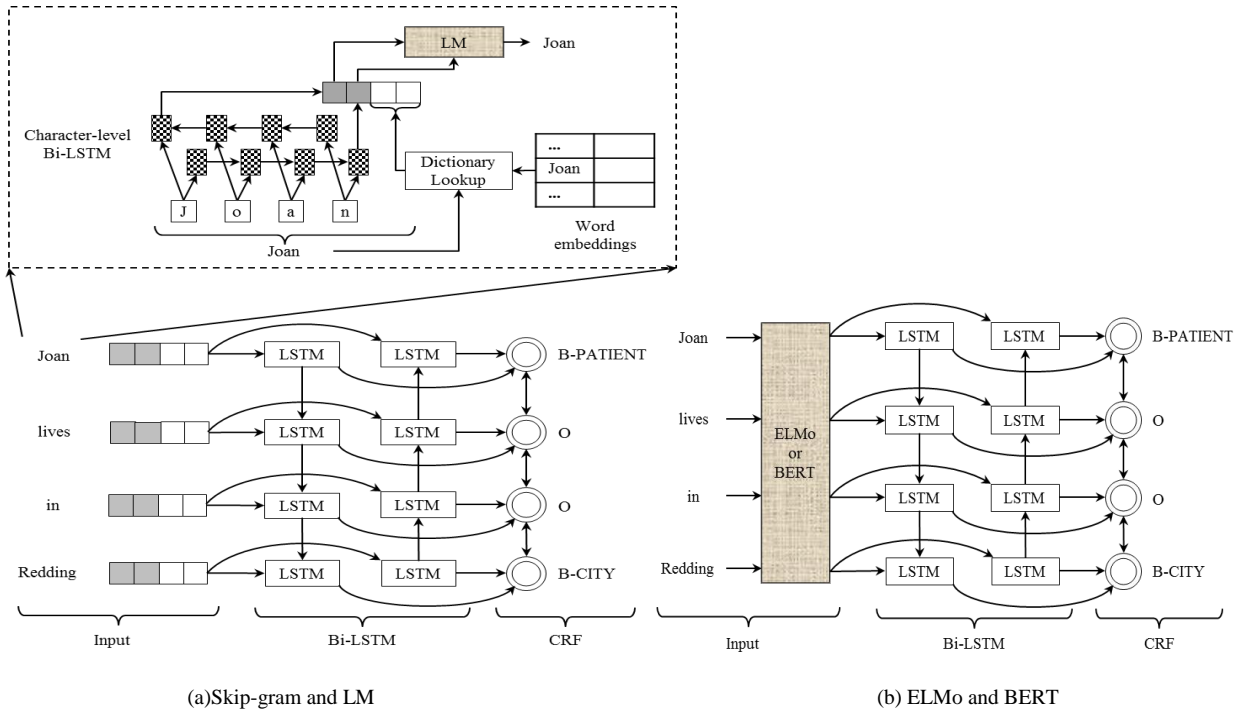 LM
Joan
Character-level
Bi-LSTM
Dictionary
Lookup
...
Joan
...
J
o
a
n
Joan
Word
embeddings
Joan
LSTM
LSTM
B-PATIENT
lives
LSTM
LSTM
O
in
LSTM
LSTM
O
Redding
LSTM
LSTM
B-CITY
Input
Bi-LSTM
CRF
(a)Skip-gram and LM
Joan
LSTM
LSTM
B-PATIENT
lives
LSTM
LSTM
O
ELMo
or
BERT
in
LSTM
LSTM
O
Redding
LSTM
LSTM
B-CITY
Input
Bi-LSTM
CRF
(b) ELMo and BERT